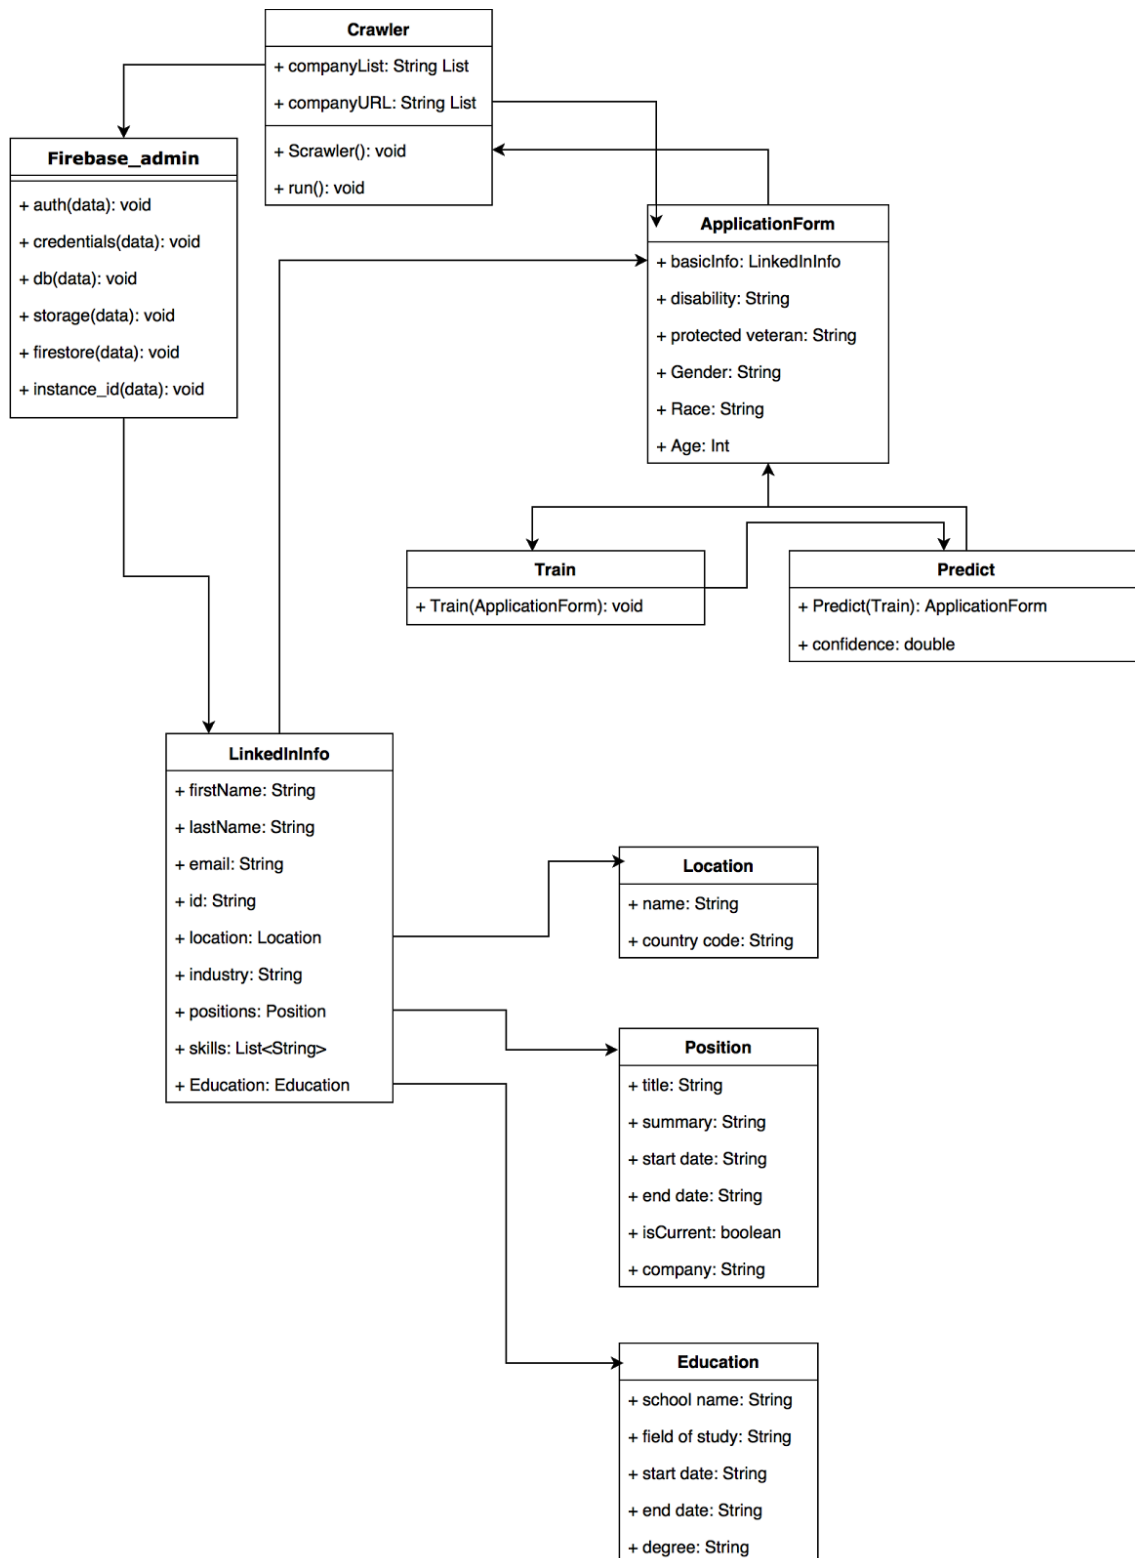 Crawler
+ companyList: String List
+ companyURL: String List
+ Scrawler(): void
+ run(): void
Firebase_admin
+ auth(data): void
+ credentials(data): void
+ db(data): void
+ storage(data): void
+ firestore(data): void
+ instance_id(data): void
ApplicationForm
+ basicInfo: LinkedInInfo
+ disability: String
+ protected veteran: String
+ Gender: String
+ Race: String
+ Age: Int
Train
+ Train(ApplicationForm): void
Predict
+ Predict(Train): ApplicationForm
+ confidence: double
LinkedInInfo
+ firstName: String
+ lastName: String
+ email: String
+ id: String
+ location: Location
+ industry: String
+ positions: Position
+ skills: List<String>
+ Education: Education
Location
+ name: String
+ country code: String
Position
+ title: String
+ summary: String
+ start date: String
+ end date: String
+ isCurrent: boolean
+ company: String
Education
+ school name: String
+ field of study: String
+ start date: String
+ end date: String
+ degree: String